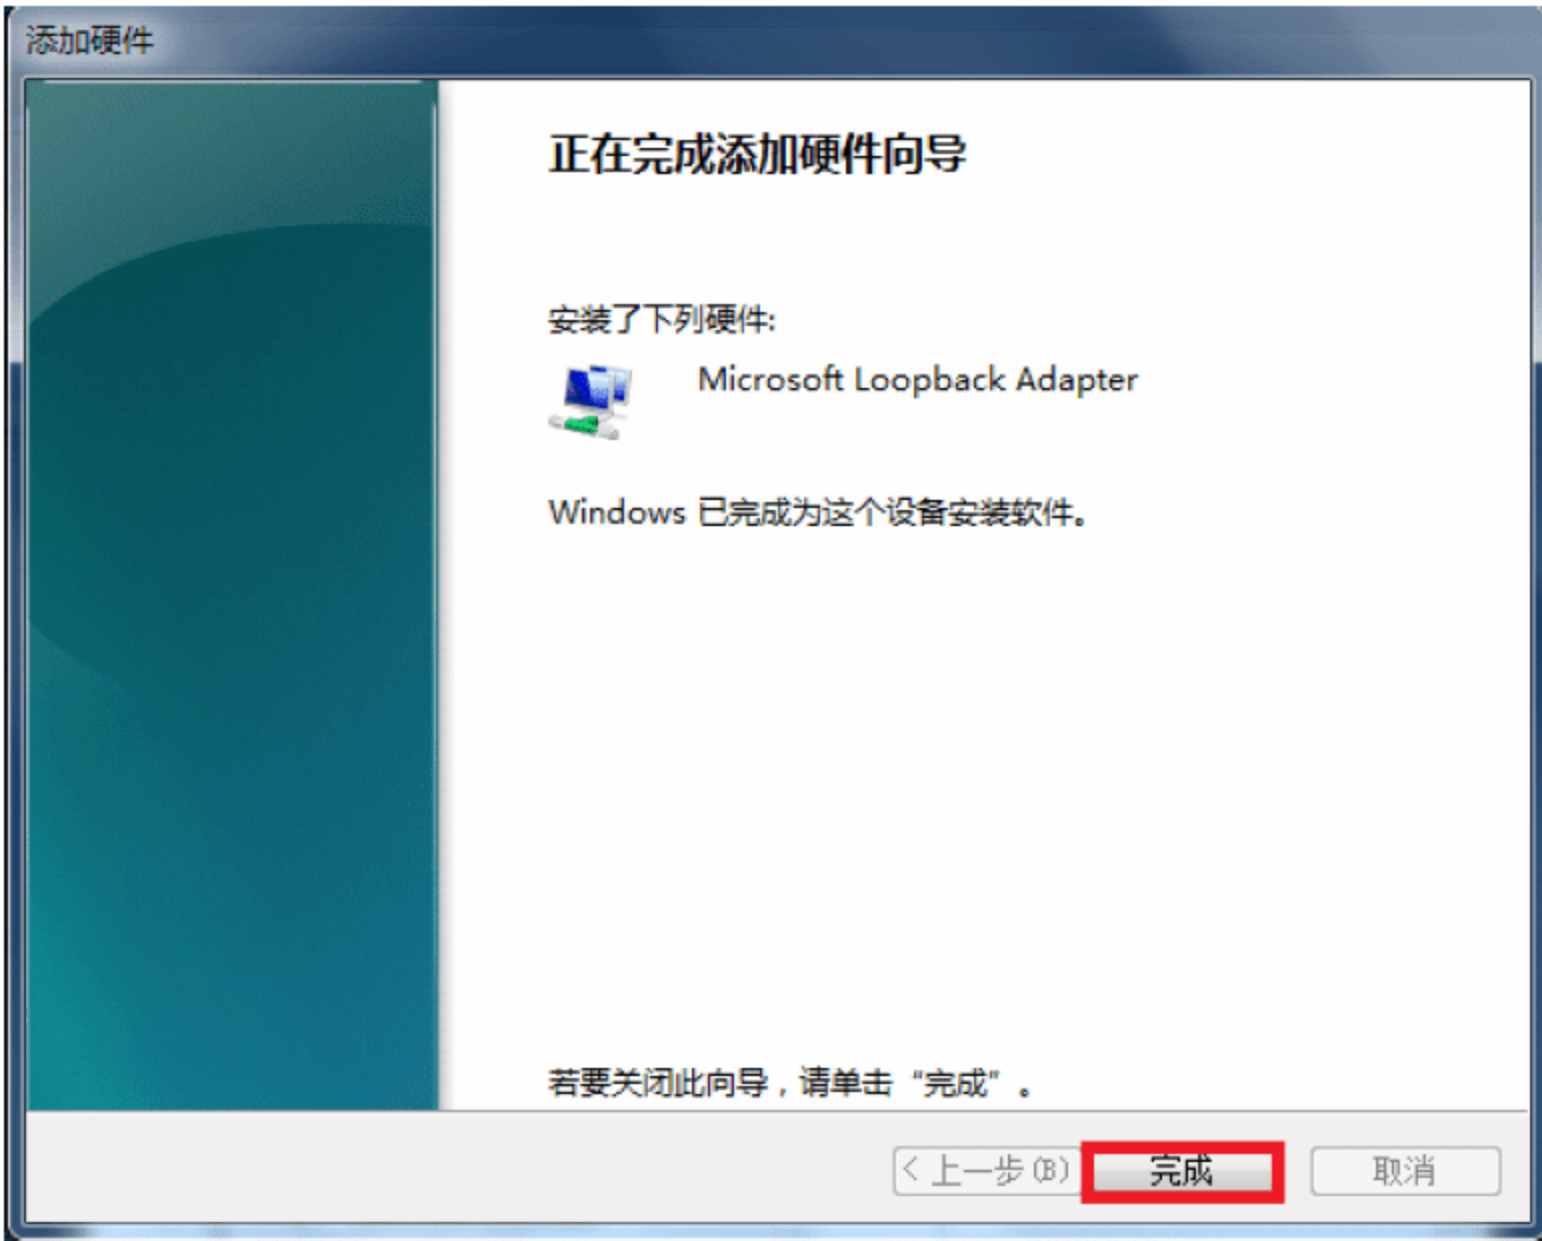 添加硬件
正在完成添加硬件向导
安装了下列硬件:
Microsoft Loopback Adapter
Windows 已完成为这个设备安装软件。
若要关闭此向导，请单击“完成”。
< 上一步(B)
完成
取消